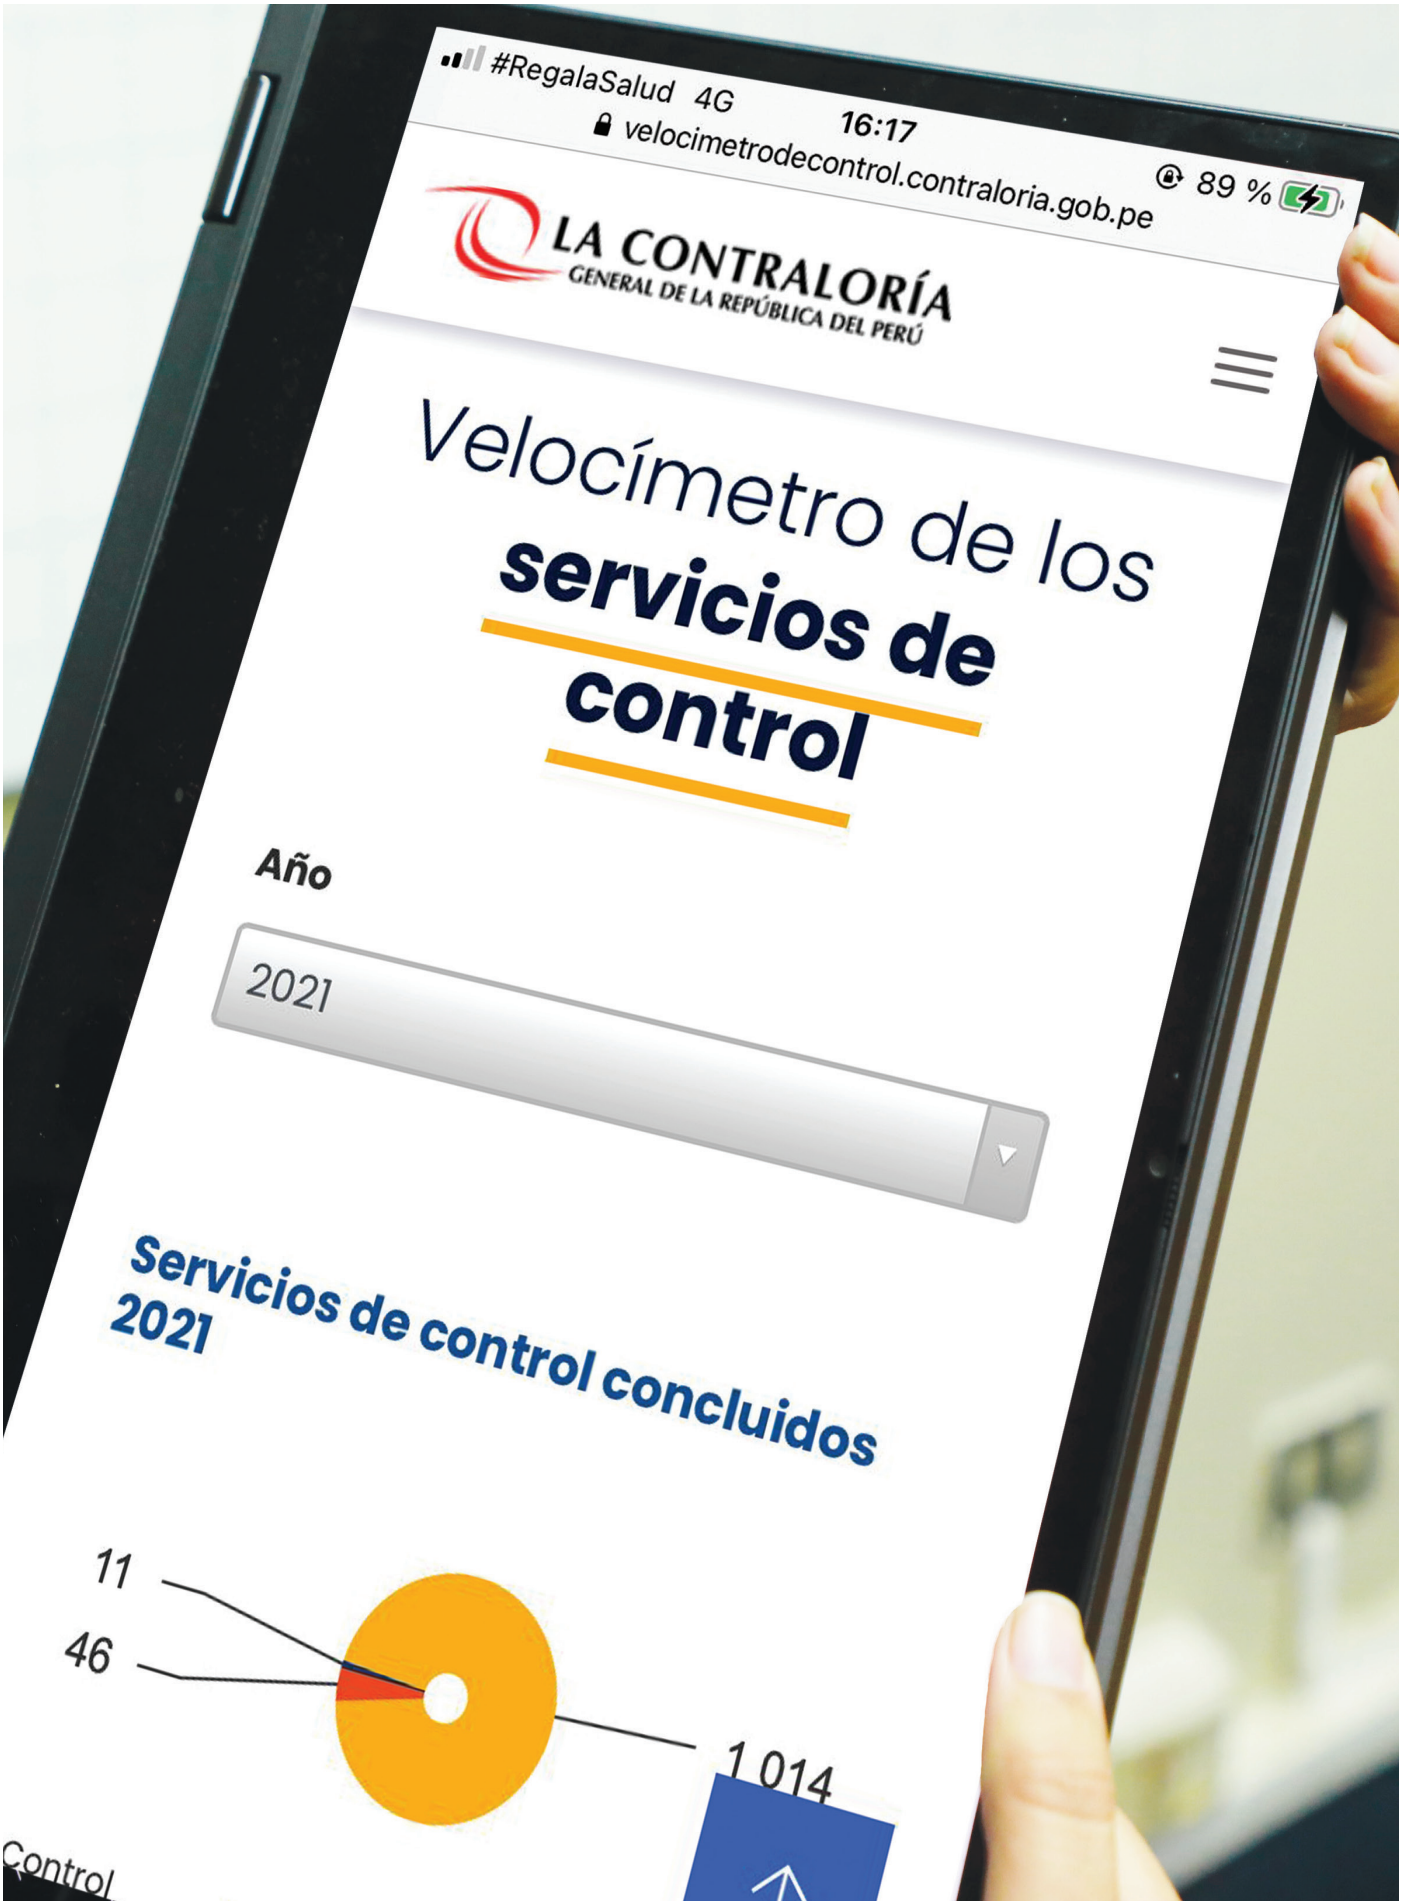 #RegalaSalud 4G 16:17 89 %
velocimetrodecontrol.contraloria.gob.pe
LA CONTRALORÍA
GENERAL DE LA REPÚBLICA DEL PERÚ
Velocímetro de los
servicios de
control
Año
2021
Servicios de control concluidos
2021
11
46
1 014
Control